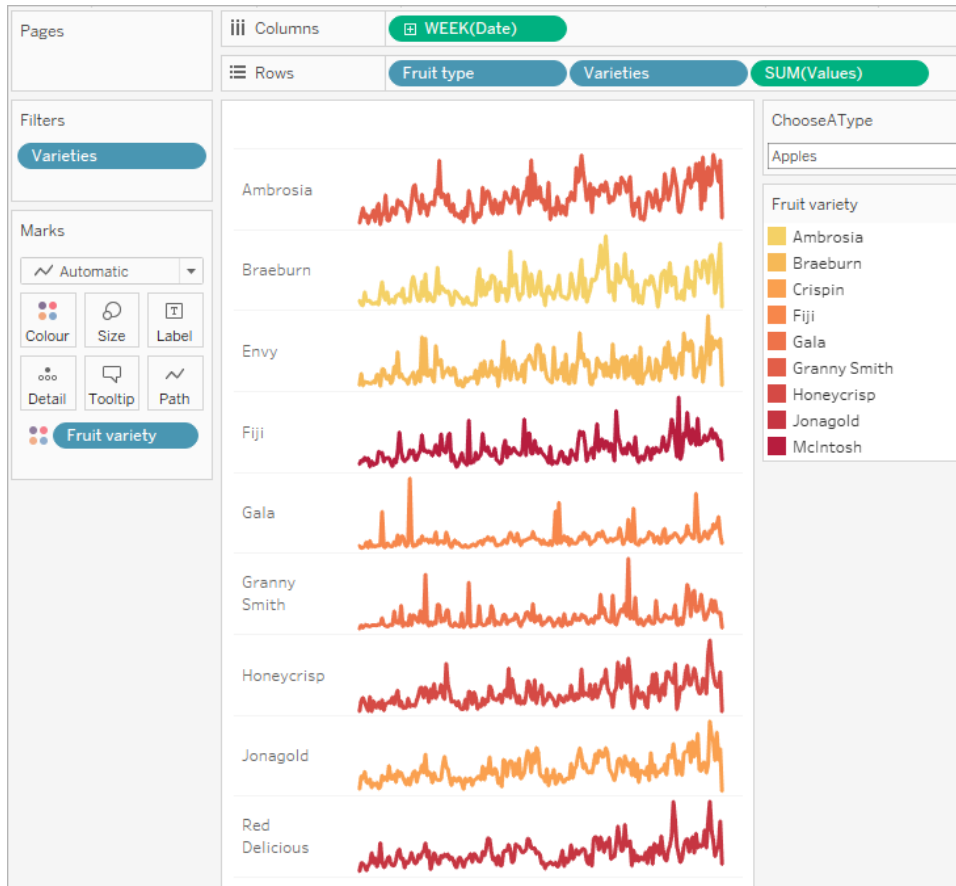 Pages
Columns
WEEK(Date)
Rows
Fruit type
Varieties
SUM(Values)
Filters
Varieties
Marks
Automatic
Colour
Size
T
Label
Detail
Tooltip
Path
Fruit variety
Ambrosia
Braeburn
Envy
Fiji
Gala
Granny
Smith
Honeycrisp
Jonagold
Red
Delicious
ChooseAType
Apples
Fruit variety
Ambrosia
Braeburn
Crispin
Fiji
Gala
Granny Smith
Honeycrisp
Jonagold
McIntosh